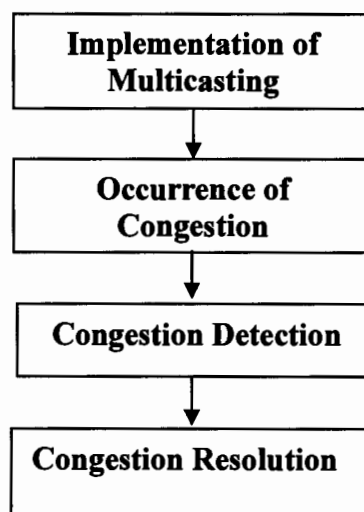 Implementation of
Multicasting
Occurrence of
Congestion
Congestion Detection
Congestion Resolution